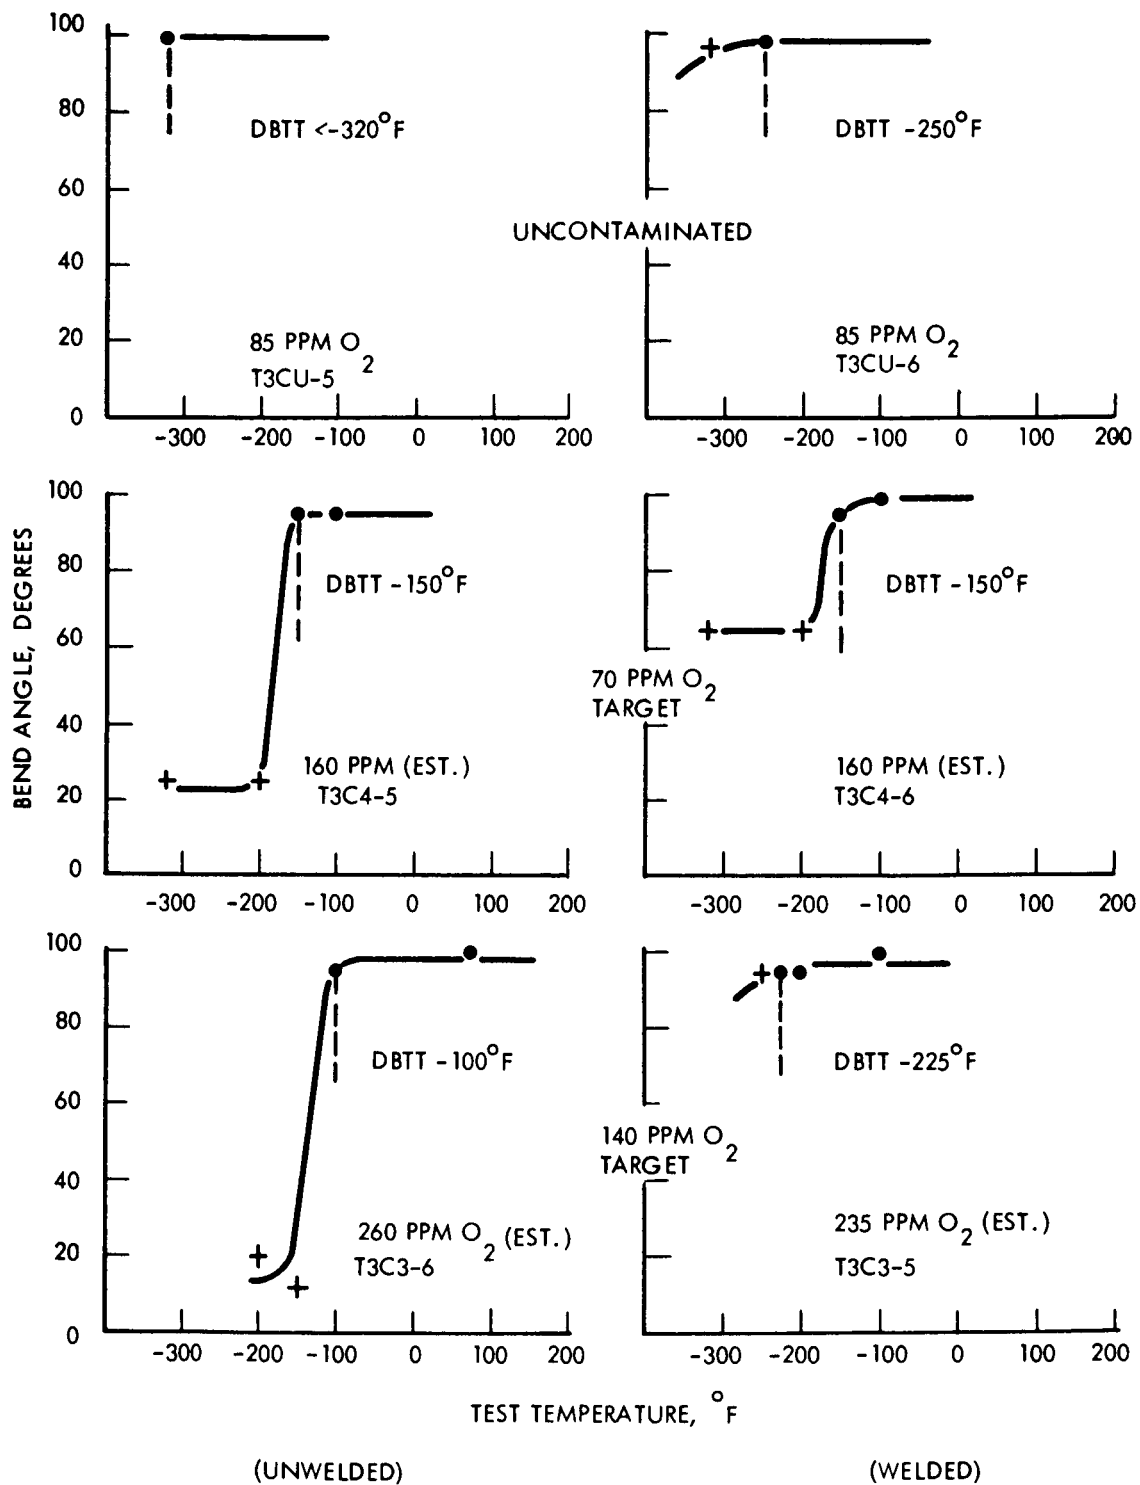 100
80
60
40
20
0
DBTT <-320°F
85 PPM O2
T3CU-5
-300 -200 -100 0 100 200
DBTT -250°F
85 PPM O2
T3CU-6
-300 -200 -100 0 100 200
UNCONTAMINATED
BEND ANGLE, DEGREES
100
80
60
40
20
0
DBTT -150°F
160 PPM (EST.)
T3C4-5
-300 -200 -100 0 100 200
70 PPM O2
TARGET
DBTT -150°F
160 PPM (EST.)
T3C4-6
-300 -200 -100 0 100 200
100
80
60
40
20
0
DBTT -100°F
260 PPM O2 (EST.)
T3C3-6
-300 -200 -100 0 100 200
140 PPM O2
TARGET
DBTT -225°F
235 PPM O2 (EST.)
T3C3-5
-300 -200 -100 0 100 200
TEST TEMPERATURE, °F
(UNWELDED)
(WELDED)